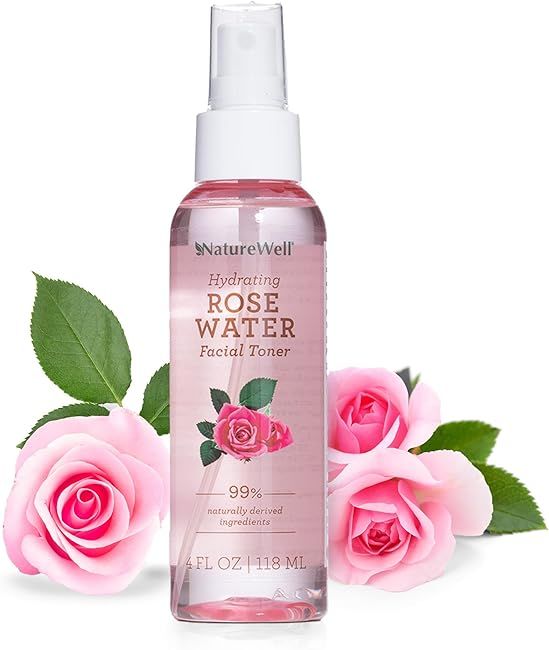 NatureWell®
Hydrating
ROSE
WATER
Facial Toner
99%
naturally derived
ingredients
4 FL OZ | 118 ML